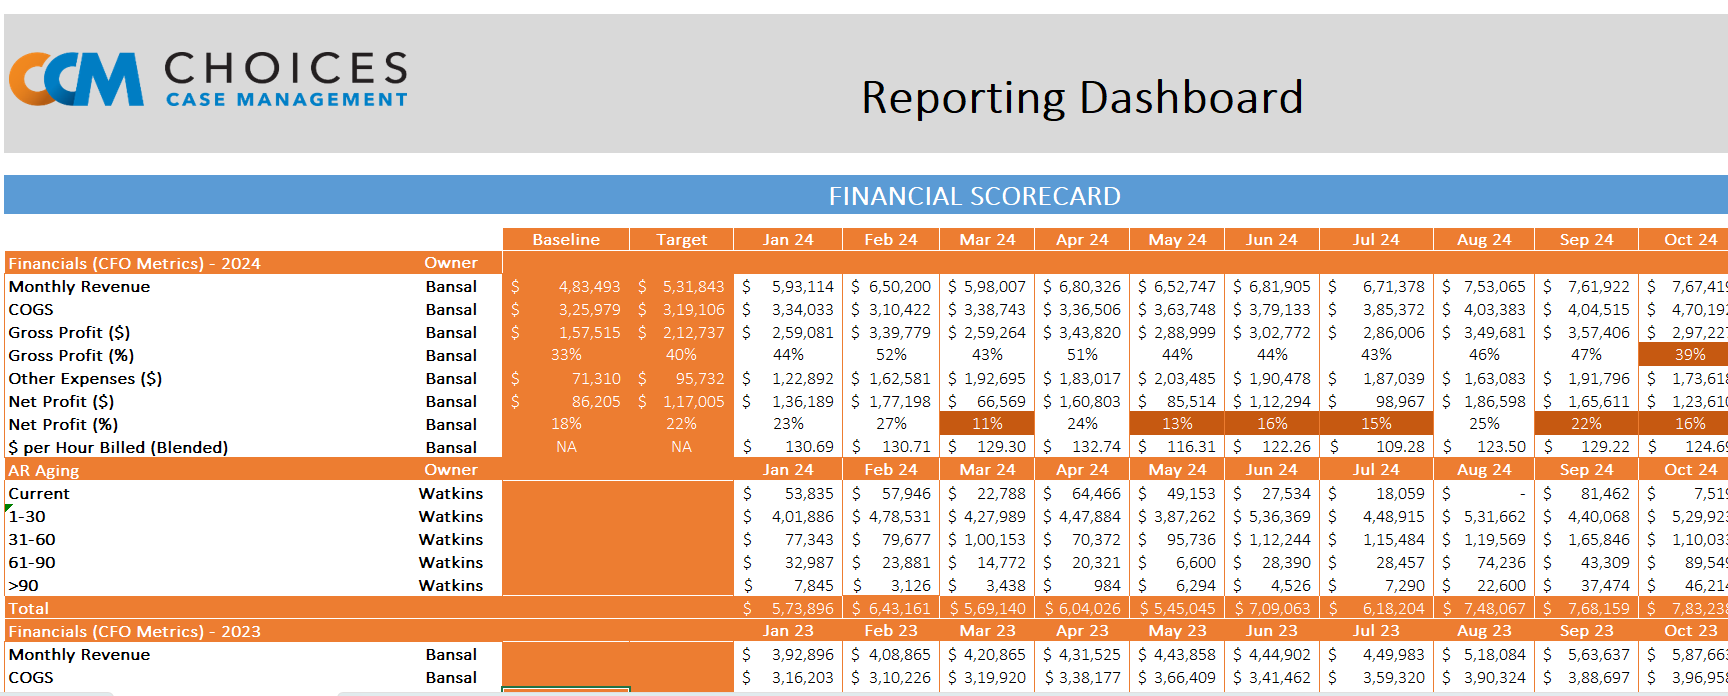 CCM CHOICES
CASE MANAGEMENT
Reporting Dashboard
FINANCIAL SCORECARD
Baseline Target Jan 24 Feb 24 Mar 24 Apr 24 May 24 Jun 24 Jul 24 Aug 24 Sep 24 Oct 24
Financials (CFO Metrics) - 2024 Owner
Monthly Revenue Bansal $ 4,83,493 $ 5,31,843 $ 5,93,114 $ 6,50,200 $ 5,98,007 $ 6,80,326 $ 6,52,747 $ 6,81,905 $ 6,71,378 $ 7,53,065 $ 7,61,922 $ 7,67,419
COGS Bansal $ 3,25,979 $ 3,19,106 $ 3,34,033 $ 3,10,422 $ 3,38,743 $ 3,36,506 $ 3,63,748 $ 3,79,133 $ 3,85,372 $ 4,03,383 $ 4,04,515 $ 4,70,192
Gross Profit ($) Bansal $ 1,57,515 $ 2,12,737 $ 2,59,081 $ 3,39,779 $ 2,59,264 $ 3,43,820 $ 2,88,999 $ 3,02,772 $ 2,86,006 $ 3,49,681 $ 3,57,406 $ 2,97,227
Gross Profit (%) Bansal 33% 40% 44% 52% 43% 51% 44% 44% 43% 46% 47% 39%
Other Expenses ($) Bansal $ 71,310 $ 95,732 $ 1,22,892 $ 1,62,581 $ 1,92,695 $ 1,83,017 $ 2,03,485 $ 1,90,478 $ 1,87,039 $ 1,63,083 $ 1,91,796 $ 1,73,618
Net Profit ($) Bansal $ 86,205 $ 1,17,005 $ 1,36,189 $ 1,77,198 $ 66,569 $ 1,60,803 $ 85,514 $ 1,12,294 $ 98,967 $ 1,86,598 $ 1,65,611 $ 1,23,610
Net Profit (%) Bansal 18% 22% 23% 27% 11% 24% 13% 16% 15% 25% 22% 16%
$ per Hour Billed (Blended) Bansal NA NA $ 130.69 $ 130.71 $ 129.30 $ 132.74 $ 116.31 $ 122.26 $ 109.28 $ 123.50 $ 129.22 $ 124.69
AR Aging Owner Jan 24 Feb 24 Mar 24 Apr 24 May 24 Jun 24 Jul 24 Aug 24 Sep 24 Oct 24
Current Watkins $ 53,835 $ 57,946 $ 22,788 $ 64,466 $ 49,153 $ 27,534 $ 18,059 $ - $ 81,462 $ 7,519
1-30 Watkins $ 4,01,886 $ 4,78,531 $ 4,27,989 $ 4,47,884 $ 3,87,262 $ 5,36,369 $ 4,48,915 $ 5,31,662 $ 4,40,068 $ 5,29,923
31-60 Watkins $ 77,343 $ 79,677 $ 1,00,153 $ 70,372 $ 95,736 $ 1,12,244 $ 1,15,484 $ 1,19,569 $ 1,65,846 $ 1,10,033
61-90 Watkins $ 32,987 $ 23,881 $ 14,772 $ 20,321 $ 6,600 $ 28,390 $ 28,457 $ 74,236 $ 43,309 $ 89,549
>90 Watkins $ 7,845 $ 3,126 $ 3,438 $ 984 $ 6,294 $ 4,526 $ 7,290 $ 22,600 $ 37,474 $ 46,214
Total $ 5,73,896 $ 6,43,161 $ 5,69,140 $ 6,04,026 $ 5,45,045 $ 7,09,063 $ 6,18,204 $ 7,48,067 $ 7,68,159 $ 7,83,238
Financials (CFO Metrics) - 2023 Jan 23 Feb 23 Mar 23 Apr 23 May 23 Jun 23 Jul 23 Aug 23 Sep 23 Oct 23
Monthly Revenue Bansal $ 3,92,896 $ 4,08,865 $ 4,20,865 $ 4,31,525 $ 4,43,858 $ 4,44,902 $ 4,49,983 $ 5,18,084 $ 5,63,637 $ 5,87,663
COGS Bansal $ 3,16,203 $ 3,10,226 $ 3,19,920 $ 3,38,177 $ 3,66,409 $ 3,41,462 $ 3,59,320 $ 3,90,324 $ 3,88,697 $ 3,96,958